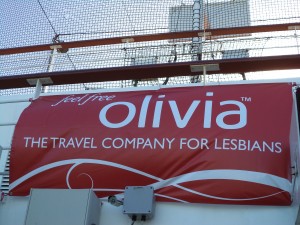 feel free
olivia™
THE TRAVEL COMPANY FOR LESBIANS